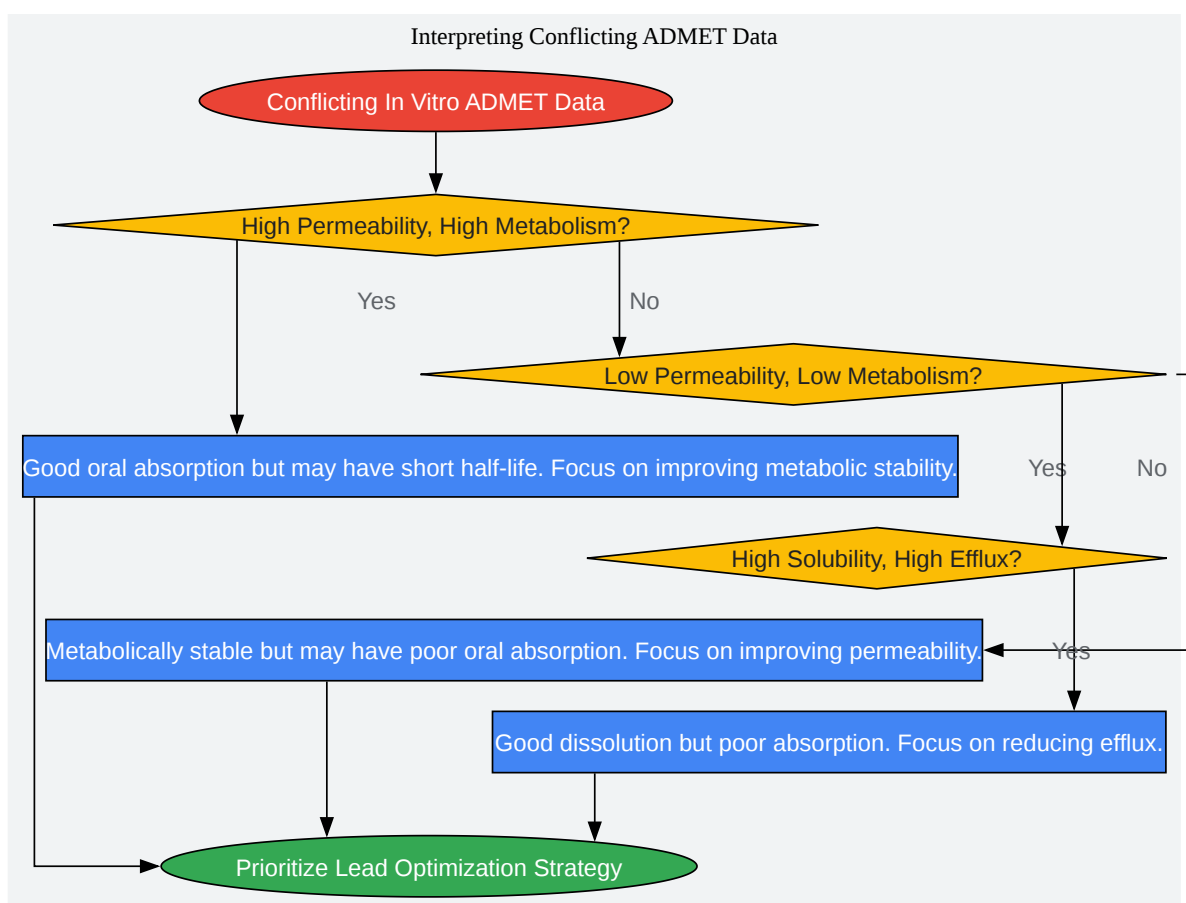 Interpreting Conflicting ADMET Data
Conflicting In Vitro ADMET Data
High Permeability, High Metabolism?
Yes
No
Low Permeability, Low Metabolism?
Good oral absorption but may have short half-life. Focus on improving metabolic stability.
Yes
No
High Solubility, High Efflux?
Metabolically stable but may have poor oral absorption. Focus on improving permeability.
Yes
Good dissolution but poor absorption. Focus on reducing efflux.
Prioritize Lead Optimization Strategy